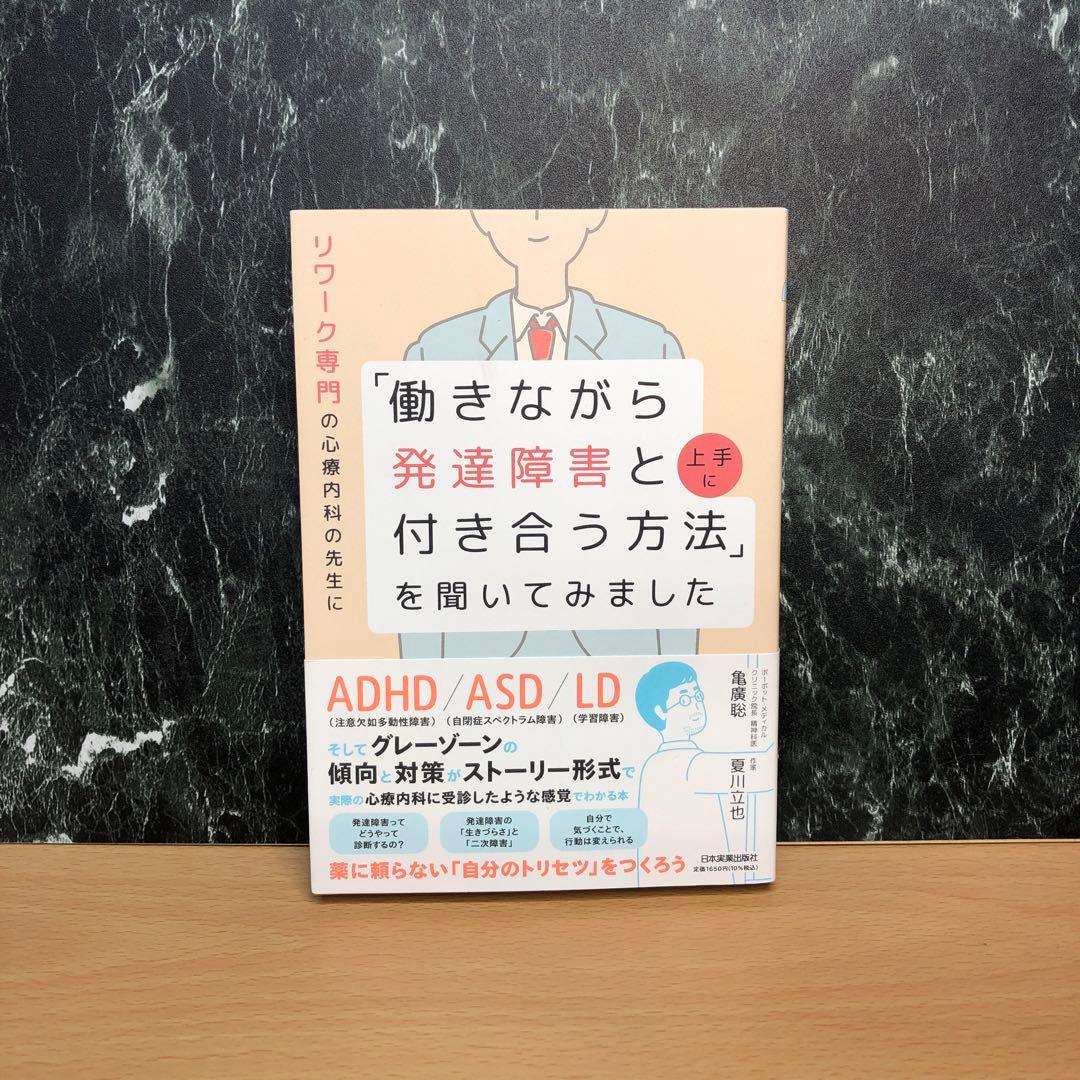 リワーク専門の心療内科の先生に
「働きながら
発達障害と
上手に
付き合う方法」
を聞いてみました
ADHD/ASD/LD
(注意欠如多動性障害) (自閉症スペクトラム障害) (学習障害)
そしてグレーゾーンの
傾向と対策がストーリー形式で
実際の心療内科に受診したような感覚でわかる本
発達障害って
どうやって
診断するの?
発達障害の
「生きづらさ」と
「二次障害」
自分で
気づくことで、
行動は変えられる
薬に頼らない「自分のトリセツ」をつくろう
ボーボット・メディカル
クリニック院長 精神科医
亀廣聡
作家
夏川立也
日本実業出版社
定価1650円(10%税込)